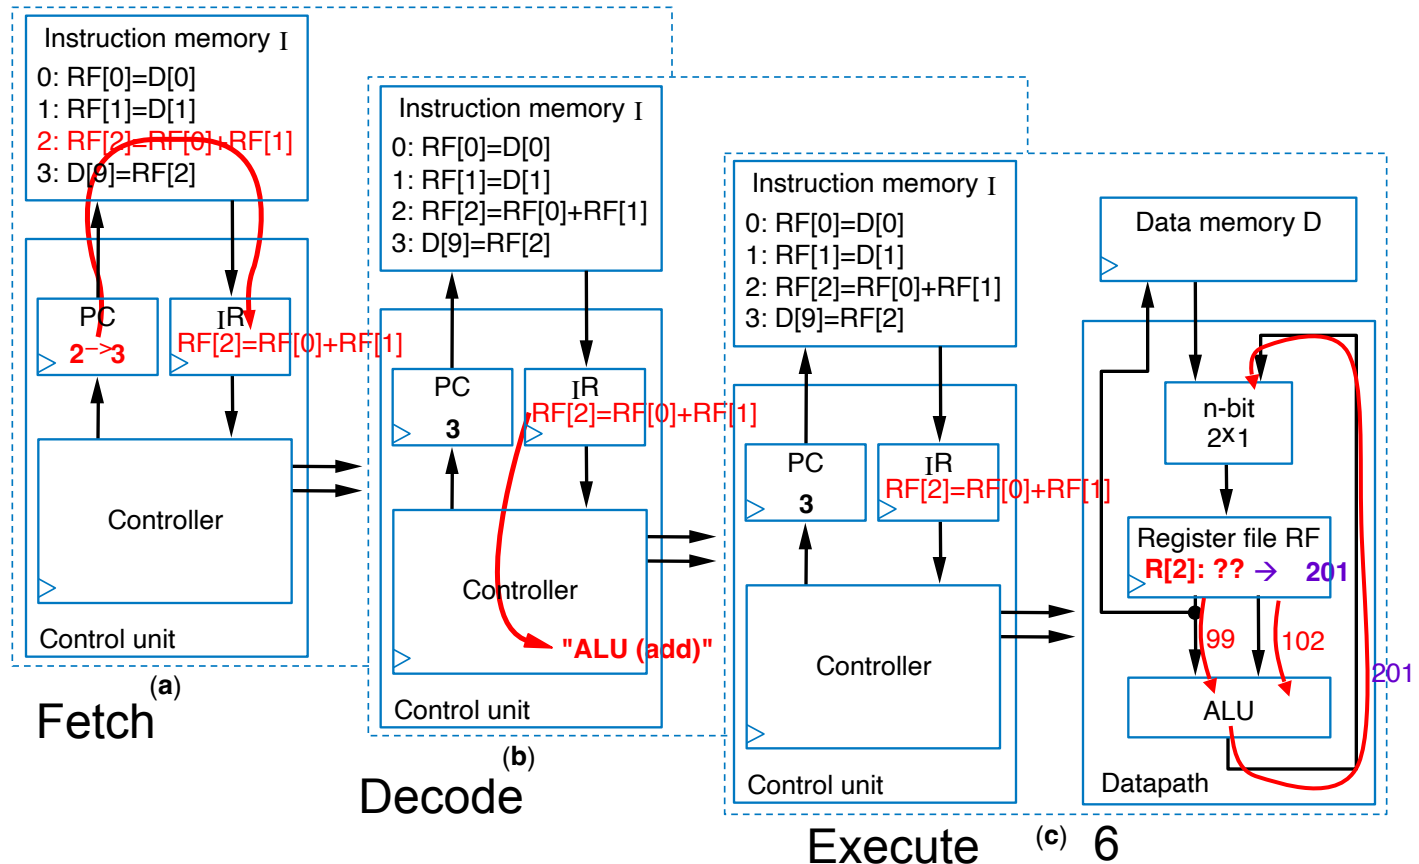 Instruction memory I
0: RF[0]=D[0]
1: RF[1]=D[1]
2: RF[2]=RF[0]+RF[1]
3: D[9]=RF[2]
PC
2->3
IR
RF[2]=RF[0]+RF[1]
Controller
Control unit
(a)
Fetch
Instruction memory I
0: RF[0]=D[0]
1: RF[1]=D[1]
2: RF[2]=RF[0]+RF[1]
3: D[9]=RF[2]
PC
3
IR
RF[2]=RF[0]+RF[1]
Controller
"ALU (add)"
Control unit
(b)
Decode
Instruction memory I
0: RF[0]=D[0]
1: RF[1]=D[1]
2: RF[2]=RF[0]+RF[1]
3: D[9]=RF[2]
PC
3
IR
RF[2]=RF[0]+RF[1]
Controller
Control unit
Data memory D
n-bit
2x1
Register file RF
R[2]: ?? → 201
99
102
201
ALU
Datapath
Execute
(c)
6